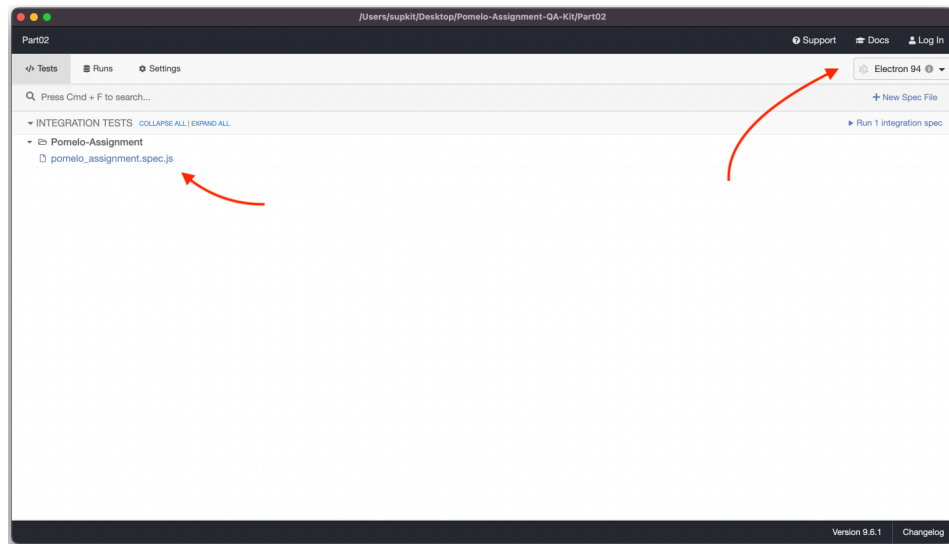 /Users/supkit/Desktop/Pomelo-Assignment-QA-Kit/Part02
Part02 Support Docs Log In
</> Tests Runs Settings Electron 94
Press Cmd + F to search... + New Spec File
INTEGRATION TESTS COLLAPSE ALL | EXPAND ALL Run 1 integration spec
Pomelo-Assignment
pomelo_assignment.spec.js
Version 9.6.1 Changelog